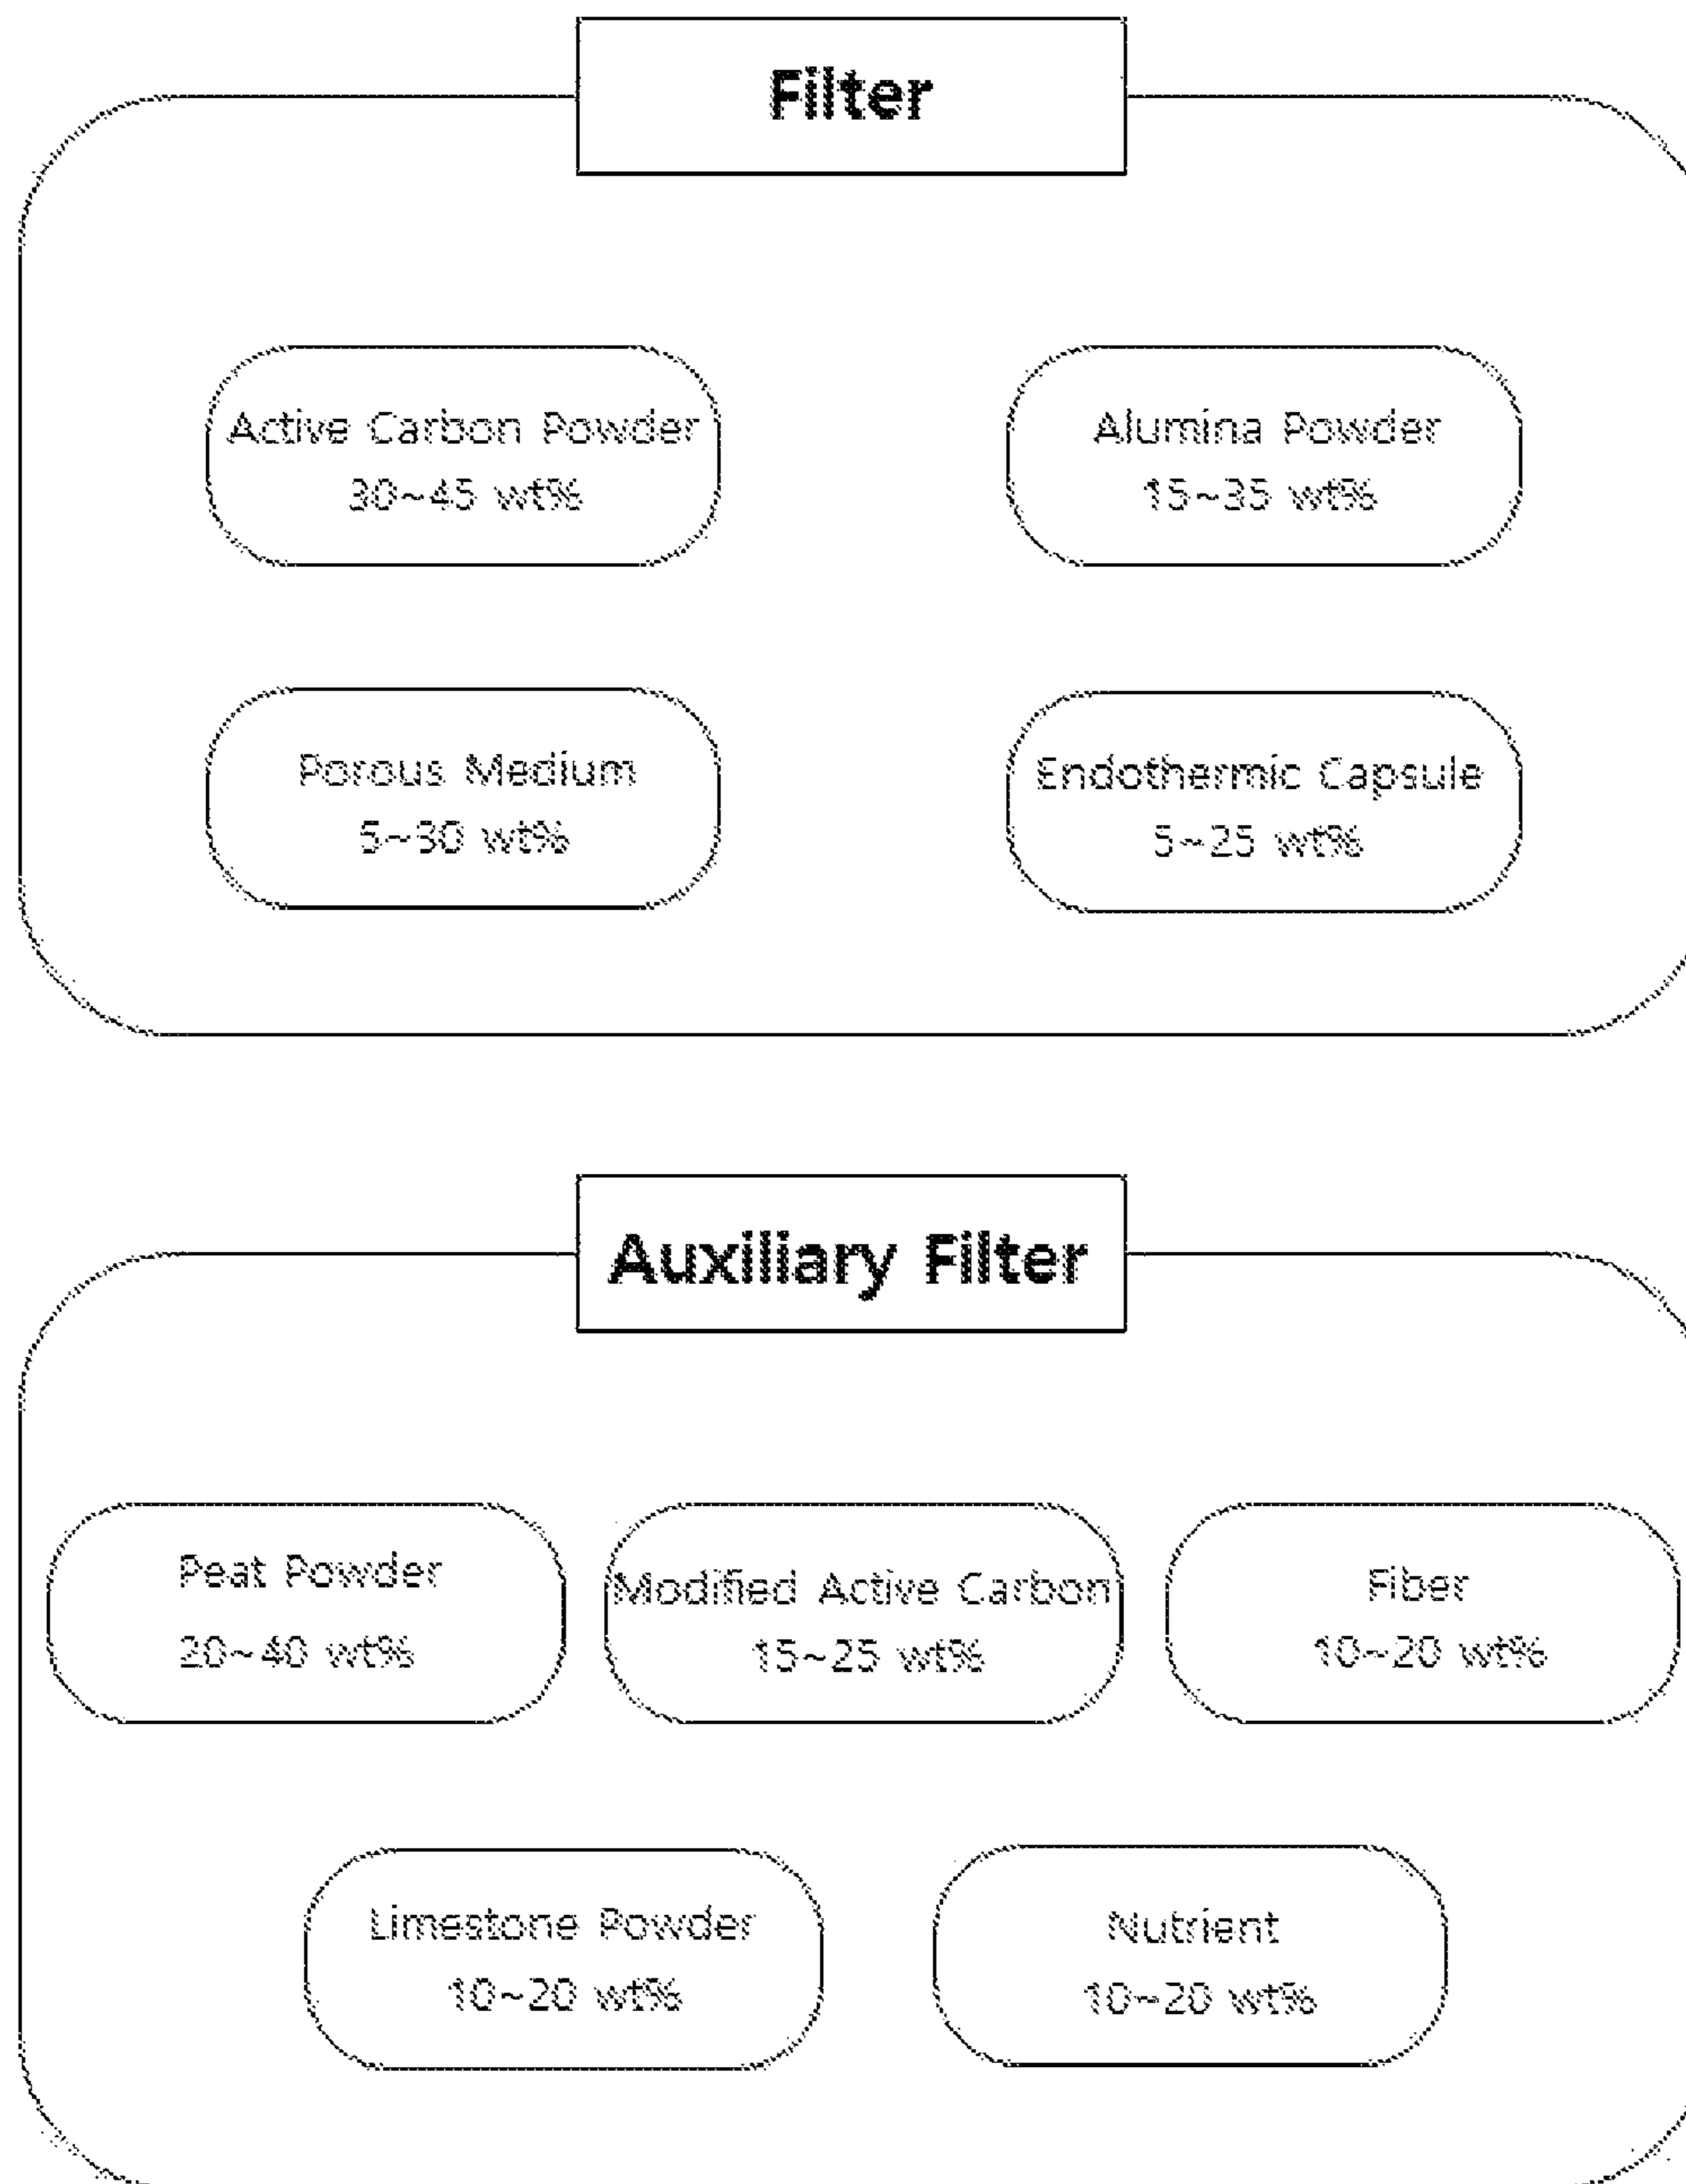 Filter
Active Carbon Powder
30~45 wt%
Alumina Powder
15~35 wt%
Porous Medium
5~30 wt%
Endothermic Capsule
5~25 wt%
Auxiliary Filter
Peat Powder
20~40 wt%
Modified Active Carbon
15~25 wt%
Fiber
10~20 wt%
Limestone Powder
10~20 wt%
Nutrient
10~20 wt%